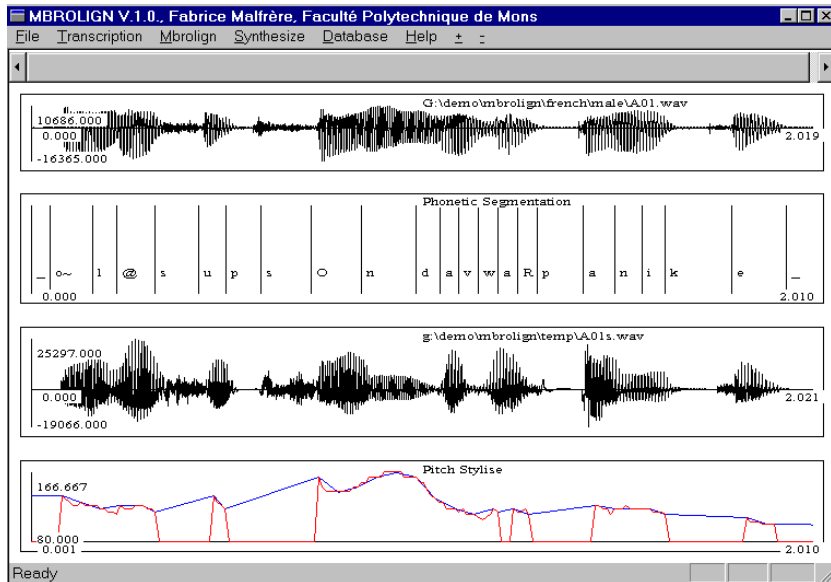 MBROLIGN V.1.0., Fabrice Malfrère, Faculté Polytechnique de Mons
File Transcription Mbrolign Synthesize Database Help + -
G:\demo\mbrolign\french\male\A01.wav
10686.000
0.000 2.019
-16365.000
Phonetic Segmentation
_ o~ l @ s u p s O n d a v w a R p a n i k e _
0.000 2.010
g:\demo\mbrolign\temp\A01s.wav
25297.000
0.000 2.021
-19066.000
Pitch Stylise
166.667
80.000
0.001 2.010
Ready